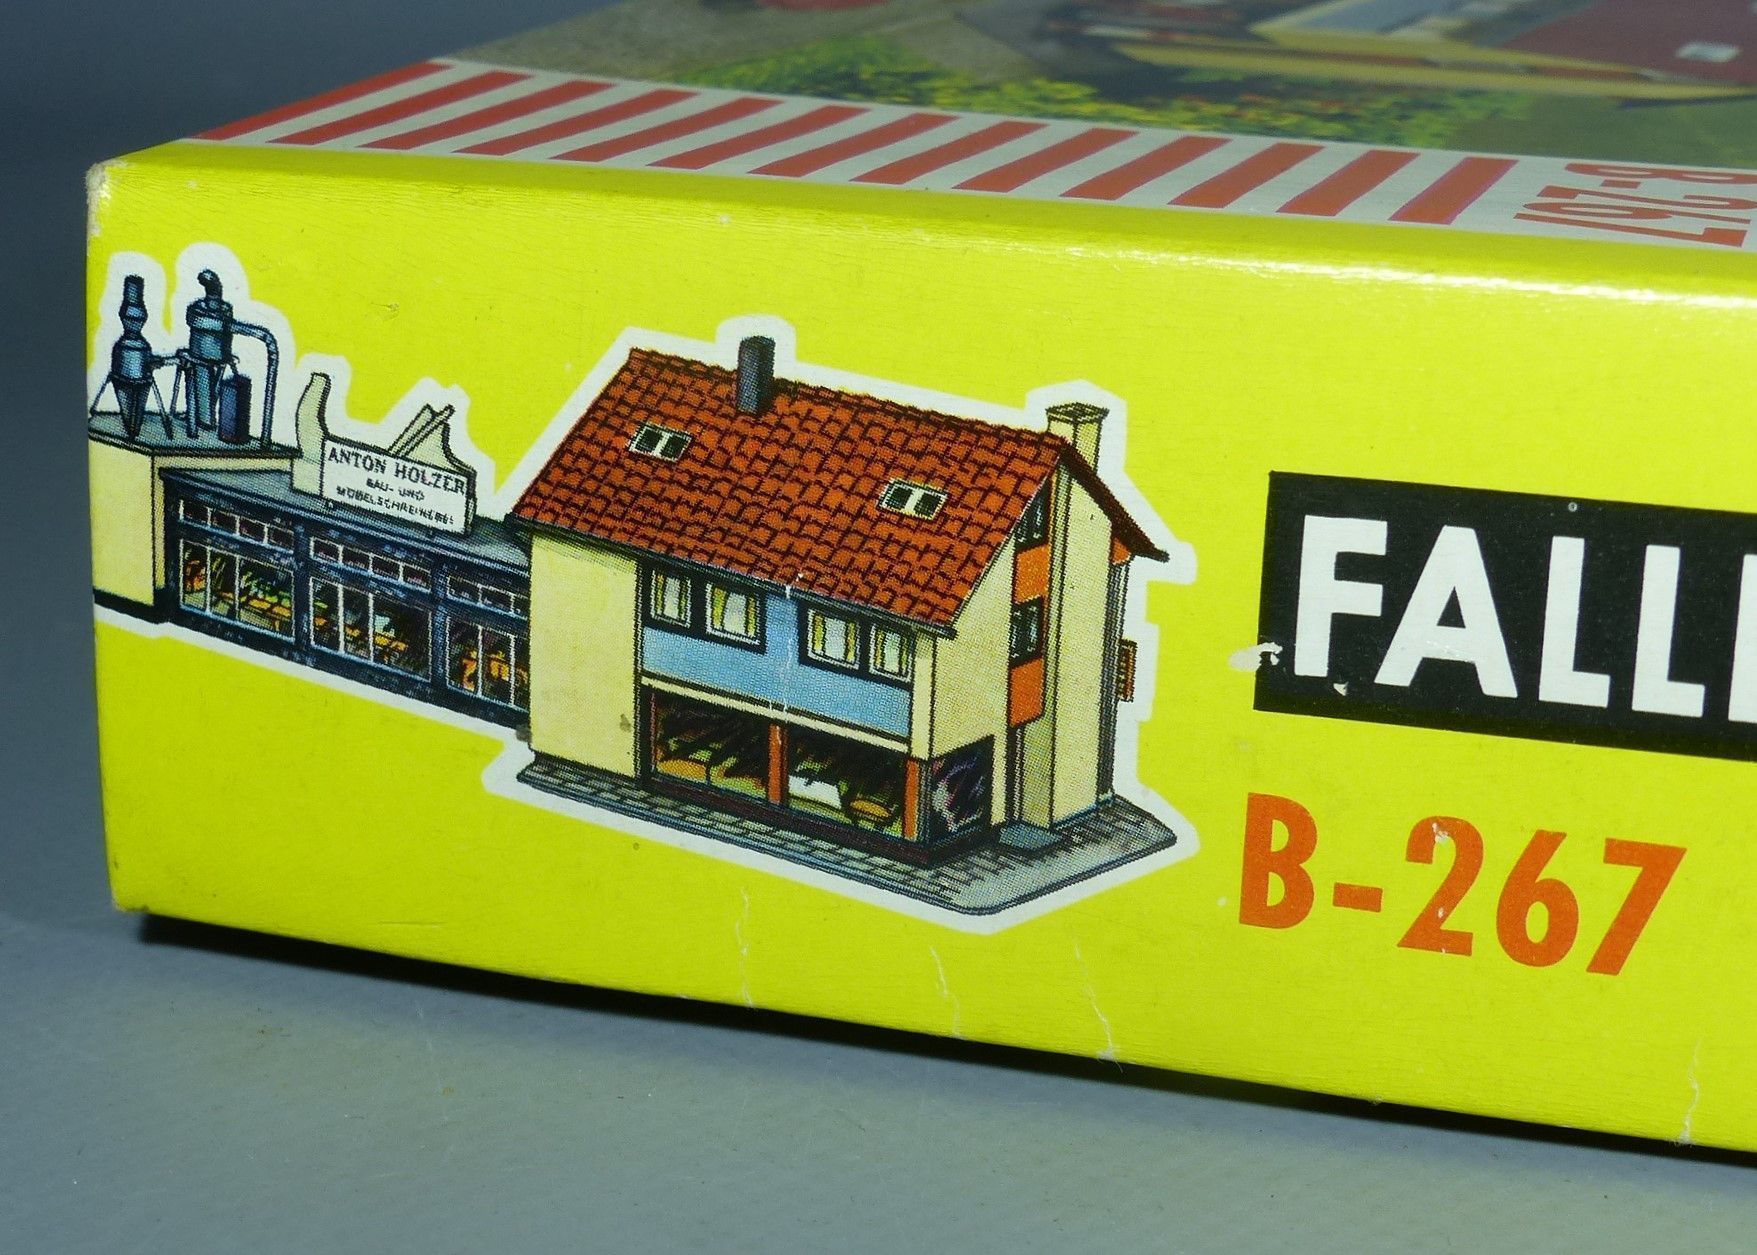 B-267
ANTON HOLZER
BAU- UND
MÖBELSCHREINEREI
FALL
B-267